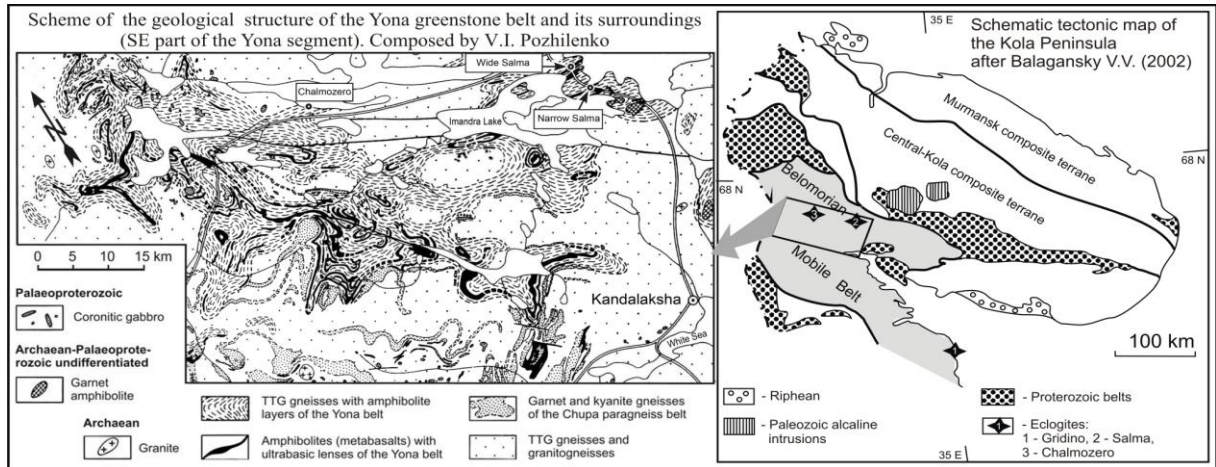 Scheme of the geological structure of the Yona greenstone belt and its surroundings
(SE part of the Yona segment). Composed by V.I. Pozhilenko
Wide Salma
Chalmozero
Imandra Lake
Narrow Salma
N
0 5 10 15 km
Kandalaksha
White Sea
Palaeoproterozoic
Coronitic gabbro
Archaean-Palaeoprote-
rozoic undifferentiated
Garnet
amphibolite
Archaean
Granite
TTG gneisses with amphibolite
layers of the Yona belt
Amphibolites (metabasalts) with
ultrabasic lenses of the Yona belt
Garnet and kyanite gneisses
of the Chupa paragneiss belt
TTG gneisses and
granitogneisses
35 E
Schematic tectonic map of
the Kola Peninsula
after Balagansky V.V. (2002)
Murmansk composite terrane
Central-Kola composite terrane
68 N
68 N
Belomorian
3
2
Mobile
Belt
1
100 km
- Riphean
- Paleozoic alcaline
intrusions
- Proterozoic belts
1
- Eclogites:
1 - Gridino, 2 - Salma,
3 - Chalmozero
35 E